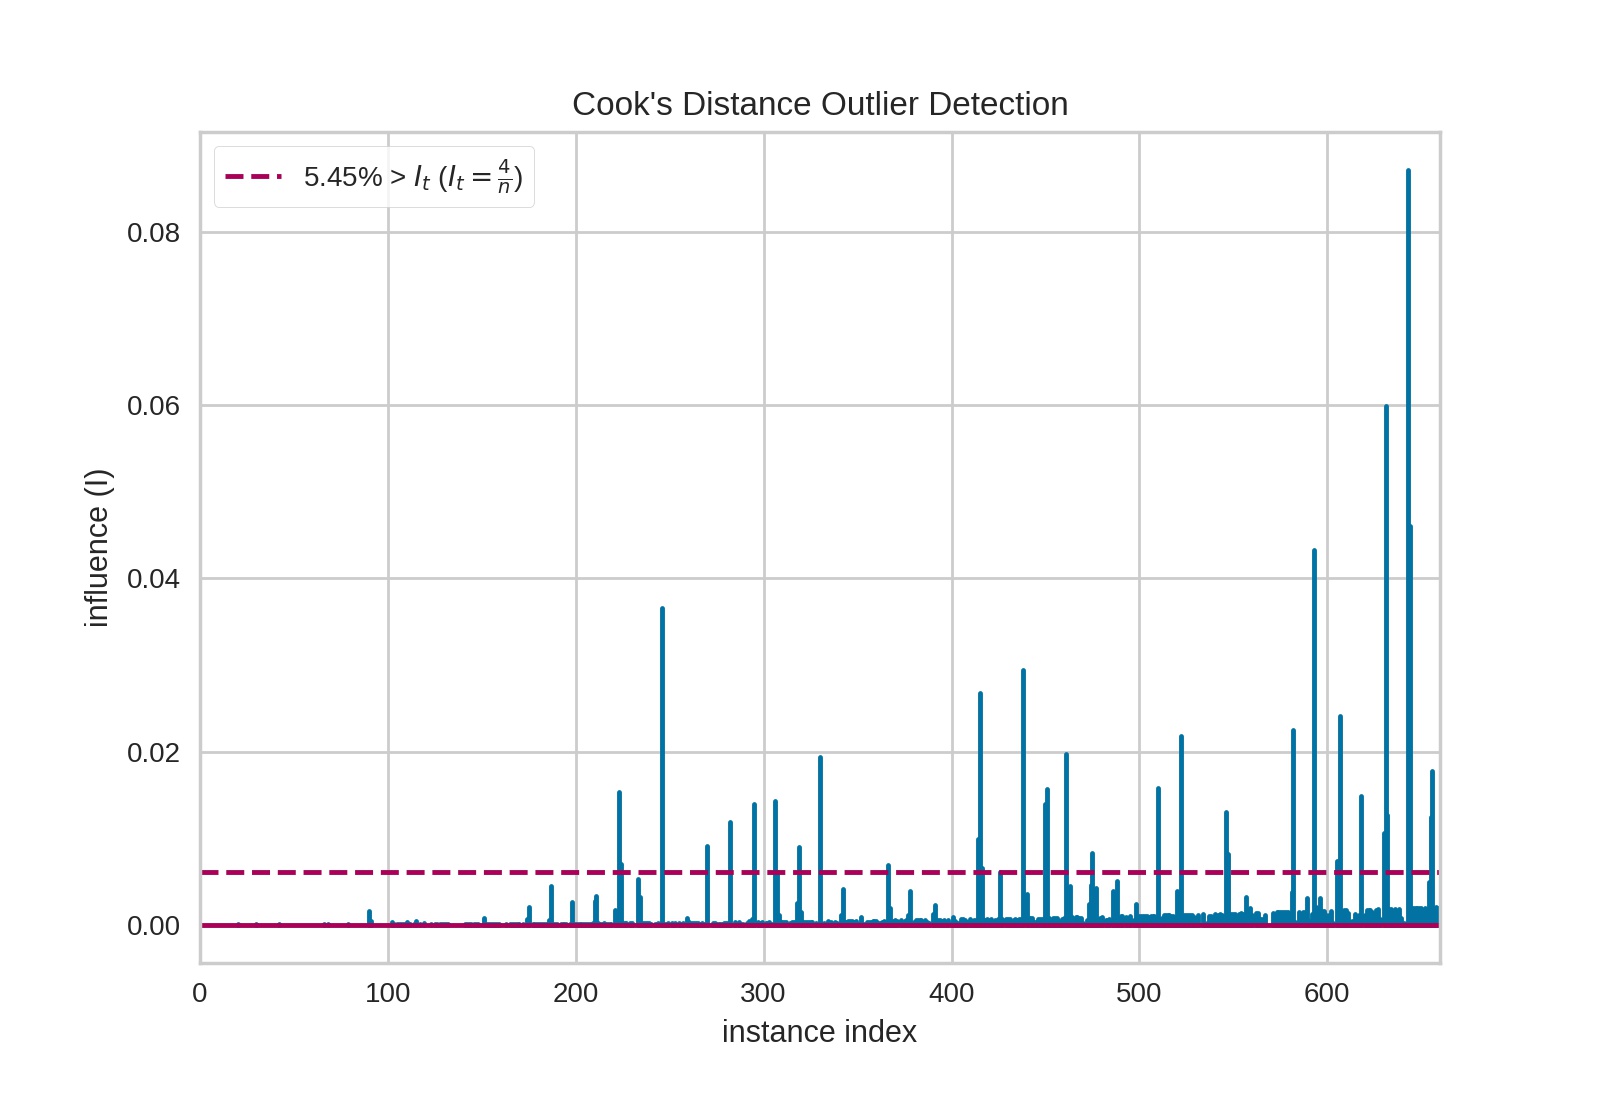 Cook's Distance Outlier Detection
5.45% > I_t (I_t = 4/n)
influence (I)
0.08
0.06
0.04
0.02
0.00
0 100 200 300 400 500 600
instance index